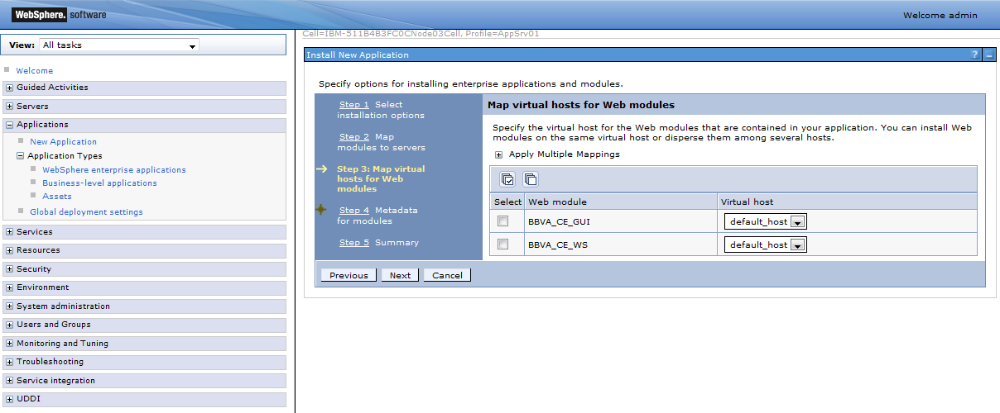 WebSphere. software
Welcome admin
View: All tasks
Welcome
Guided Activities
Servers
Applications
New Application
Application Types
WebSphere enterprise applications
Business-level applications
Assets
Global deployment settings
Services
Resources
Security
Environment
System administration
Users and Groups
Monitoring and Tuning
Troubleshooting
Service integration
UDDI
Cell=IBM-511B4B3FC0CNode03Cell, Profile=AppSrv01
Install New Application ? _
Specify options for installing enterprise applications and modules.
Step 1 Select
installation options
Step 2 Map
modules to servers
Step 3: Map virtual
hosts for Web
modules
Step 4 Metadata
for modules
Step 5 Summary
Map virtual hosts for Web modules
Specify the virtual host for the Web modules that are contained in your application. You can install Web
modules on the same virtual host or disperse them among several hosts.
Apply Multiple Mappings
Select Web module Virtual host
BBVA_CE_GUI default_host
BBVA_CE_WS default_host
Previous Next Cancel